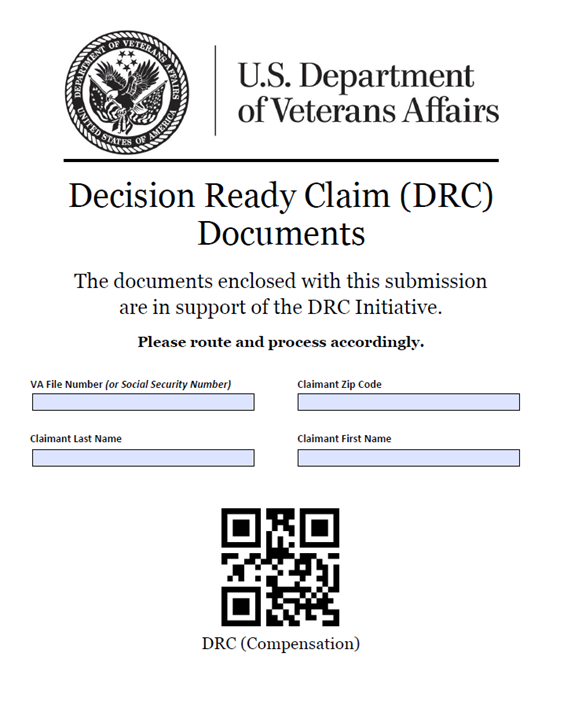 DEPARTMENT OF VETERANS AFFAIRS
UNITED STATES OF AMERICA
U.S. Department
of Veterans Affairs
Decision Ready Claim (DRC)
Documents
The documents enclosed with this submission
are in support of the DRC Initiative.
Please route and process accordingly.
VA File Number (or Social Security Number)
Claimant Zip Code
Claimant Last Name
Claimant First Name
DRC (Compensation)